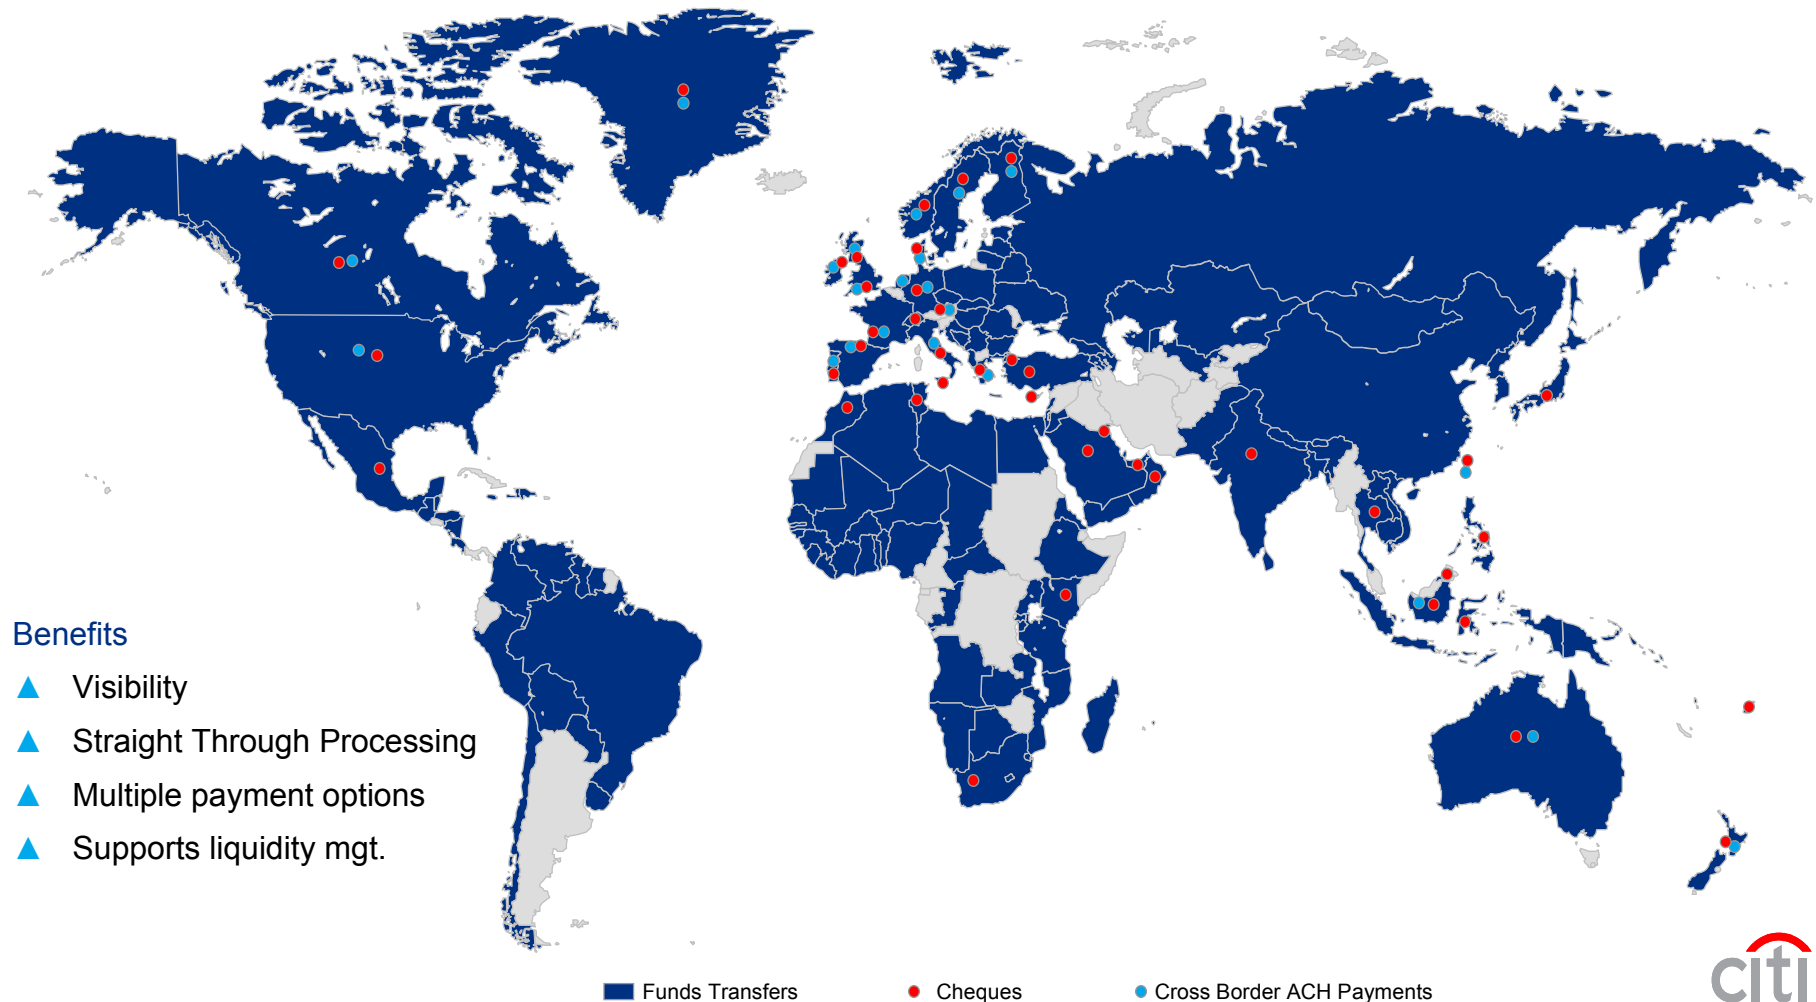 Benefits
Visibility
Straight Through Processing
Multiple payment options
Supports liquidity mgt.
Funds Transfers
Cheques
Cross Border ACH Payments
citi